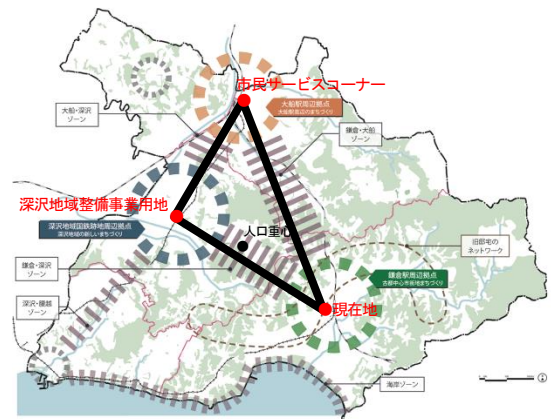 市民サービスコーナー
大船駅周辺拠点
大船駅周辺のまちづくり
大船・深沢
ゾーン
鎌倉・大船
ゾーン
深沢地域整備事業用地
深沢地域国鉄跡地周辺拠点
深沢地域の新しいまちづくり
人口重心
旧邸宅の
ネットワーク
鎌倉・深沢
ゾーン
鎌倉駅周辺拠点
古都中心市街地まちづくり
深沢・腰越
ゾーン
現在地
海岸ゾーン